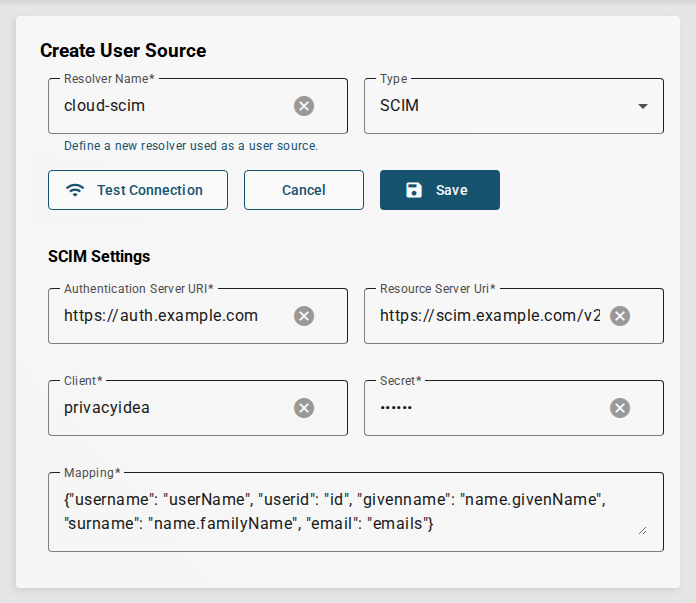 Create User Source
Resolver Name*
Type
cloud-scim
SCIM
Define a new resolver used as a user source.
Test Connection
Cancel
Save
SCIM Settings
Authentication Server URI*
Resource Server Uri*
https://auth.example.com
https://scim.example.com/v2
Client*
Secret*
privacyidea
••••••
Mapping*
{"username": "userName", "userid": "id", "givenname": "name.givenName",
"surname": "name.familyName", "email": "emails"}